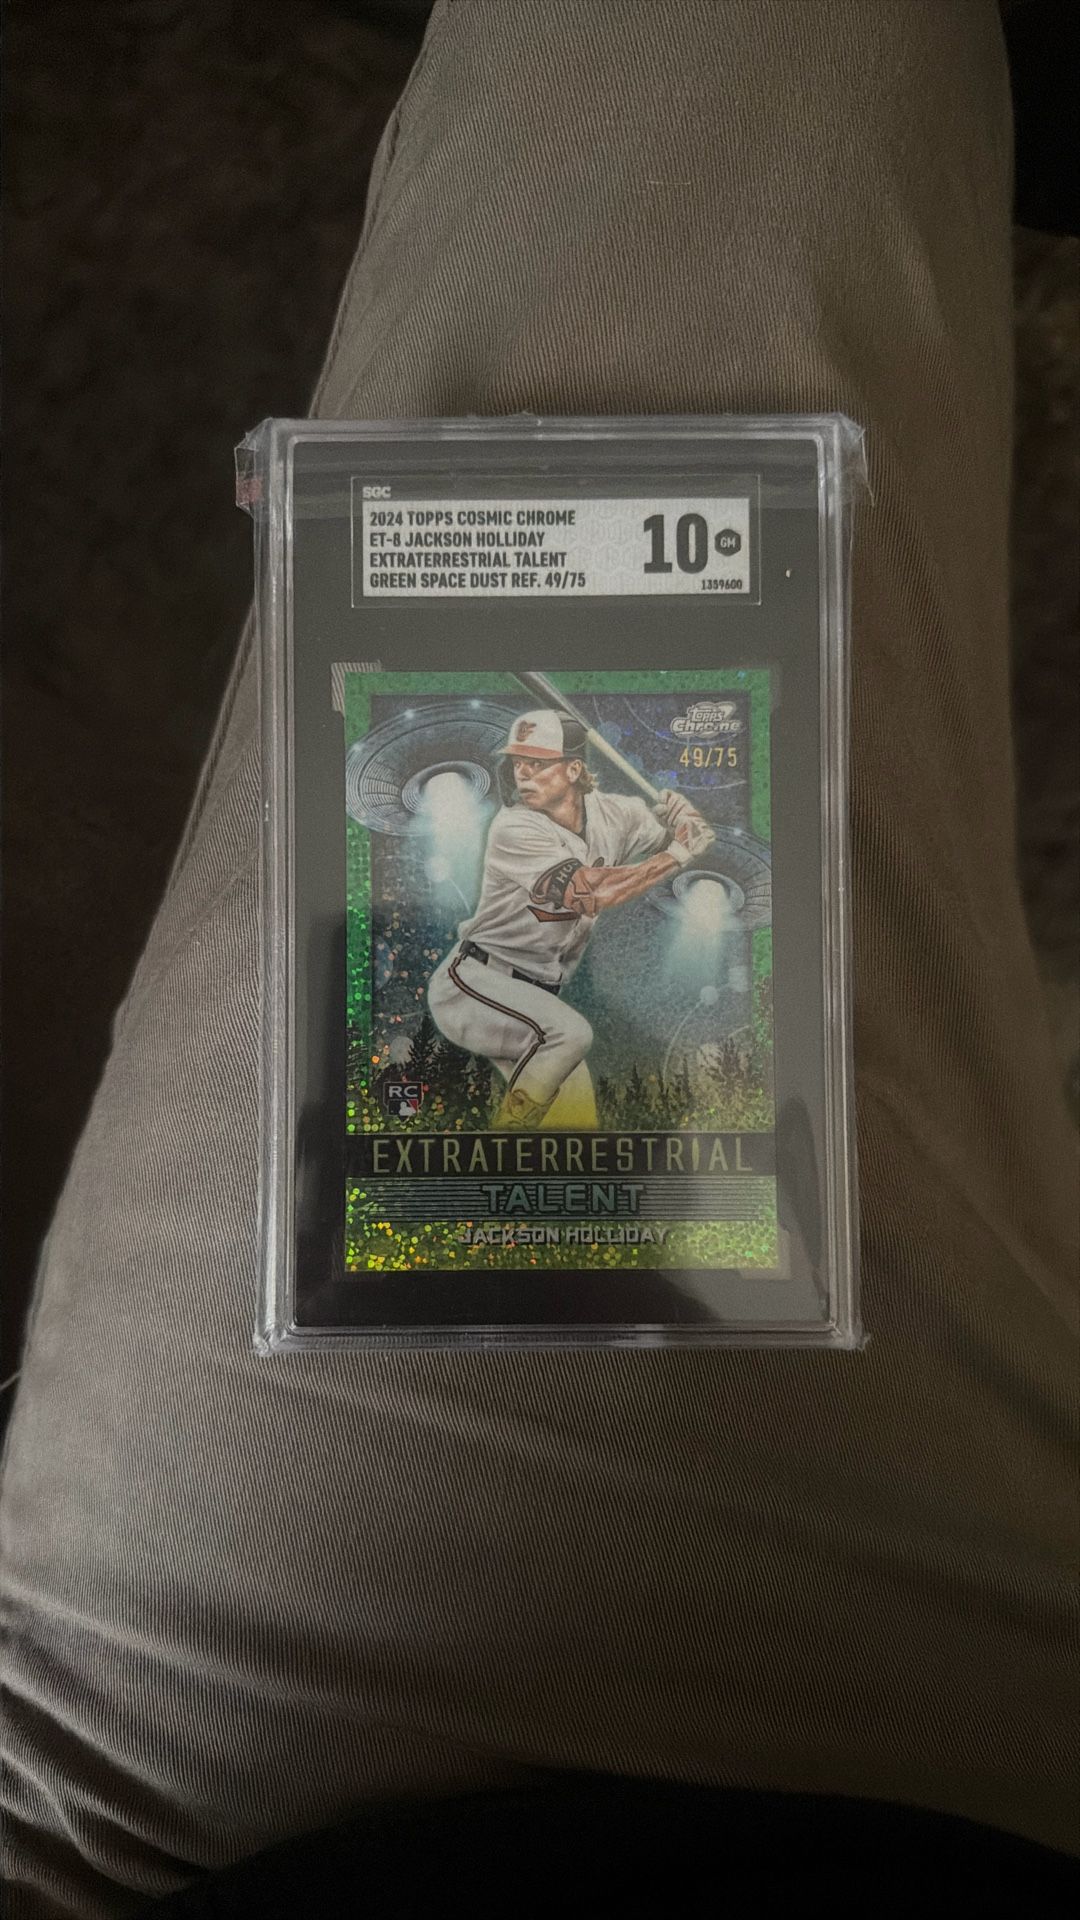 SGC
2024 TOPPS COSMIC CHROME
ET-8 JACKSON HOLLIDAY
EXTRATERRESTRIAL TALENT
GREEN SPACE DUST REF. 49/75
10 GM
1359600
TOPPS
Chrome
49/75
RC
EXTRATERRESTRIAL
TALENT
JACKSON HOLLIDAY